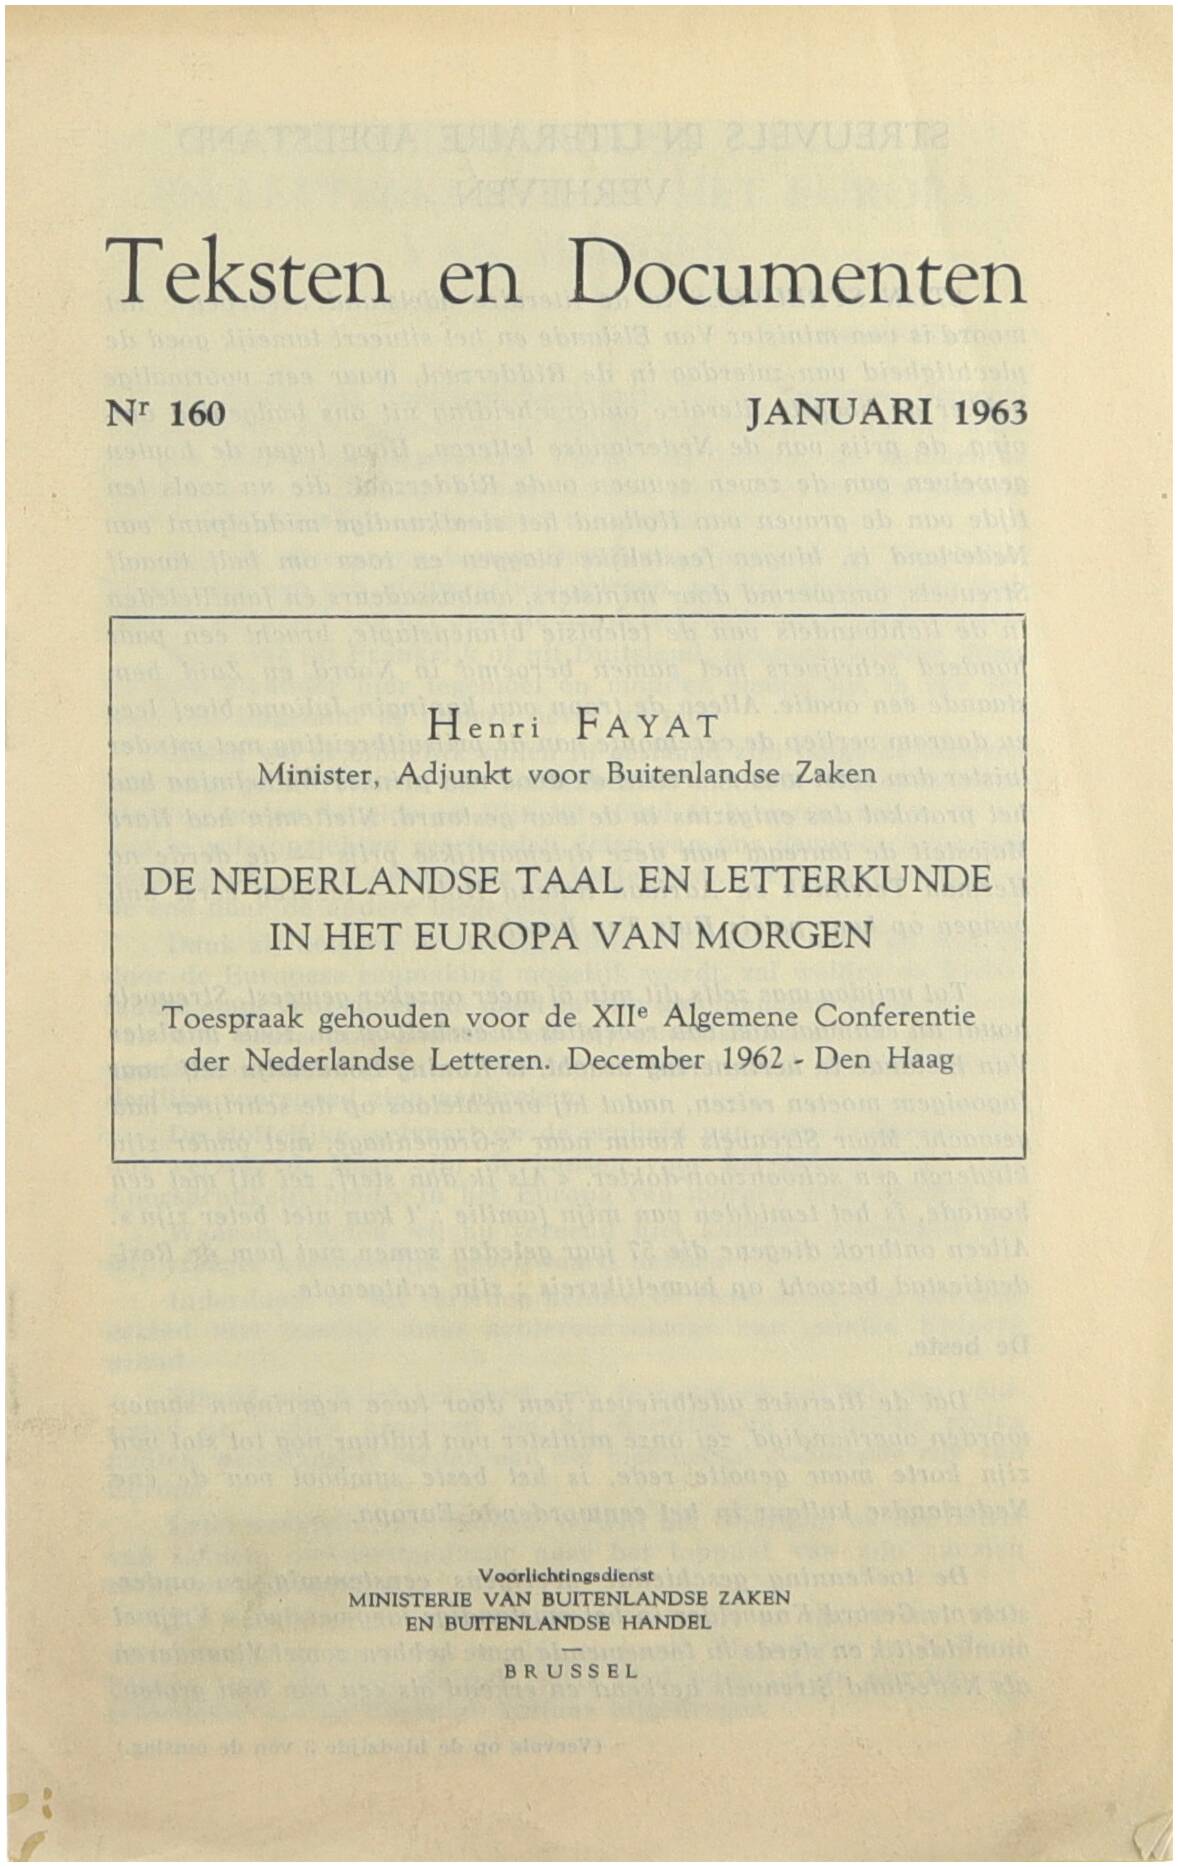 Teksten en Documenten
Nr 160 JANUARI 1963
Henri FAYAT
Minister, Adjunkt voor Buitenlandse Zaken
DE NEDERLANDSE TAAL EN LETTERKUNDE
IN HET EUROPA VAN MORGEN
Toespraak gehouden voor de XIIe Algemene Conferentie
der Nederlandse Letteren. December 1962 - Den Haag
Voorlichtingsdienst
MINISTERIE VAN BUITENLANDSE ZAKEN
EN BUITENLANDSE HANDEL
—
BRUSSEL